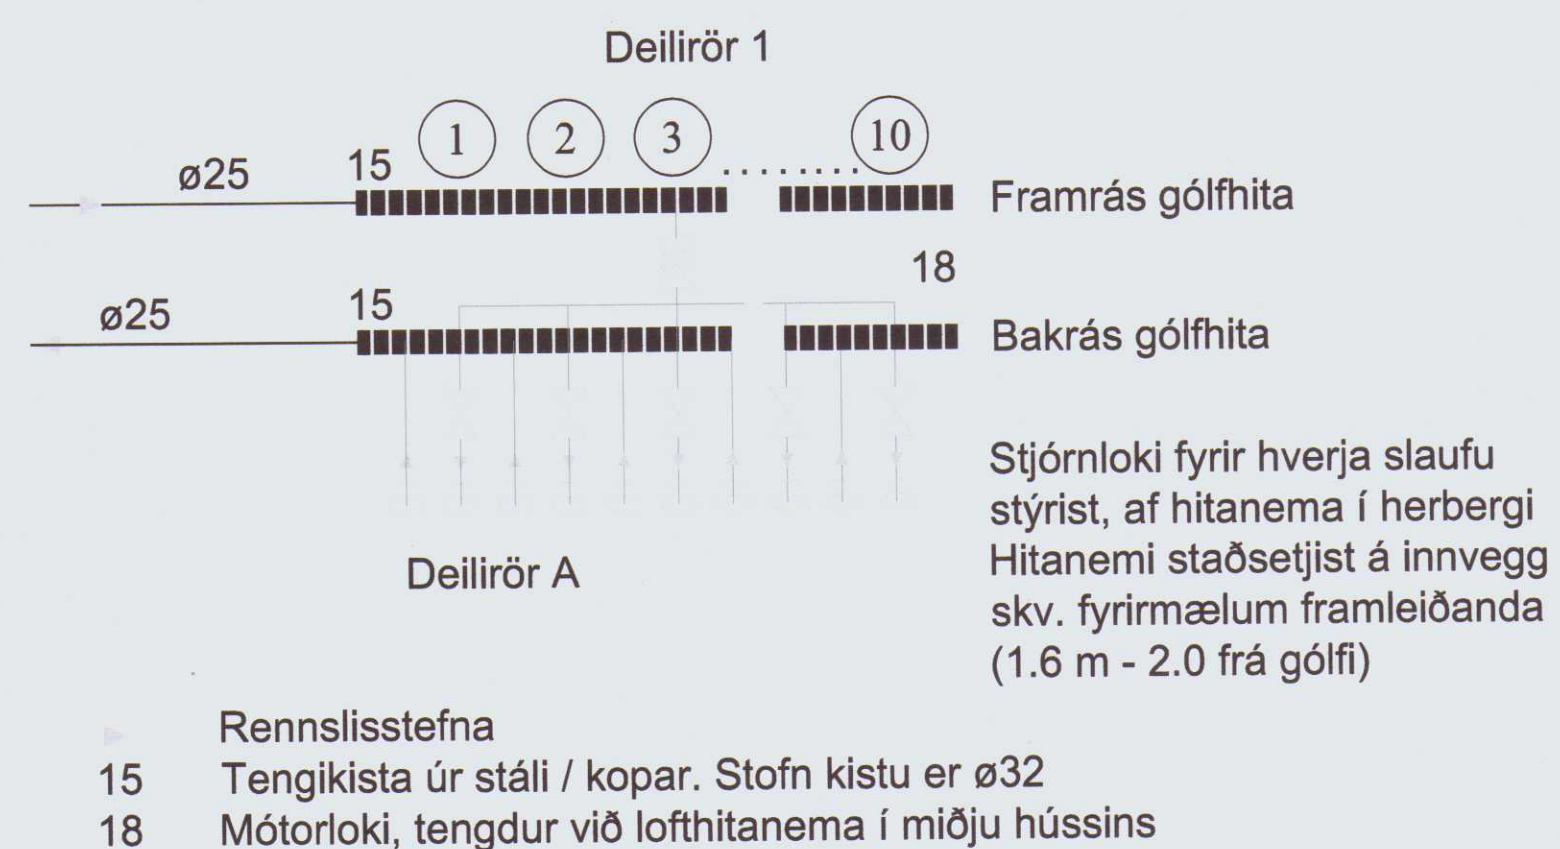 Deilirör 1
1 2 3 ........ 10
ø25 15
Framrás gólfhita
18
ø25 15
Bakrás gólfhita
Stjórnloki fyrir hverja slaufu
stýrist, af hitanema í herbergi
Hitanemi staðsetjist á innvegg
skv. fyrirmælum framleiðanda
(1.6 m - 2.0 frá gólfi)
Deilirör A
Rennslisstefna
15 Tengikista úr stáli / kopar. Stofn kistu er ø32
18 Mótorloki, tengdur við lofthitanema í miðju hússins